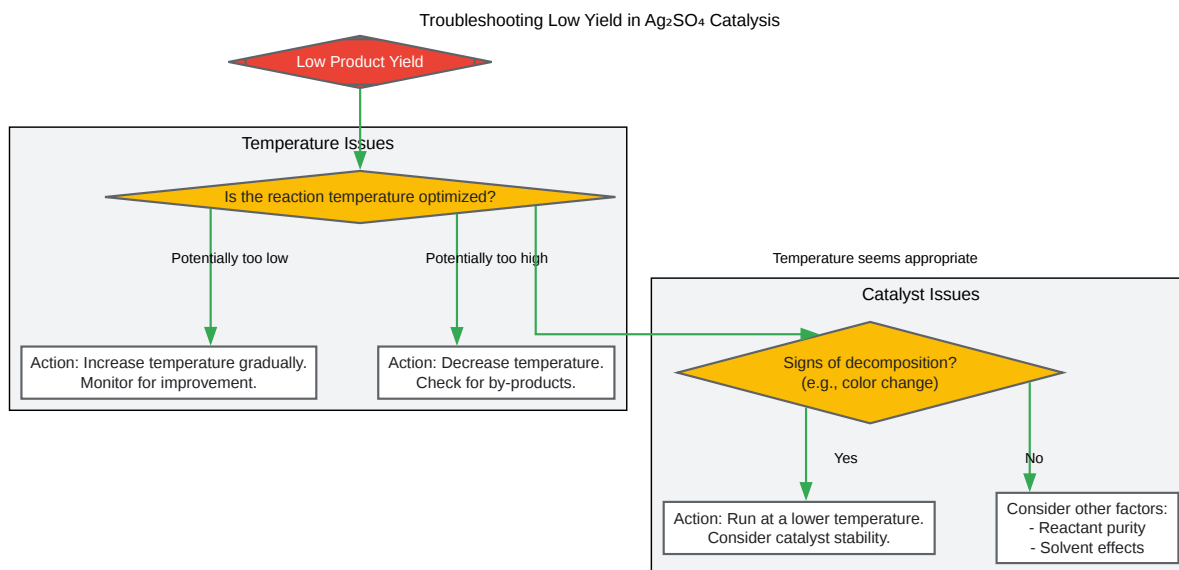 Troubleshooting Low Yield in Ag₂SO₄ Catalysis
Low Product Yield
Temperature Issues
Is the reaction temperature optimized?
Potentially too low
Potentially too high
Temperature seems appropriate
Action: Increase temperature gradually.
Monitor for improvement.
Action: Decrease temperature.
Check for by-products.
Catalyst Issues
Signs of decomposition?
(e.g., color change)
Yes
No
Action: Run at a lower temperature.
Consider catalyst stability.
Consider other factors:
- Reactant purity
- Solvent effects